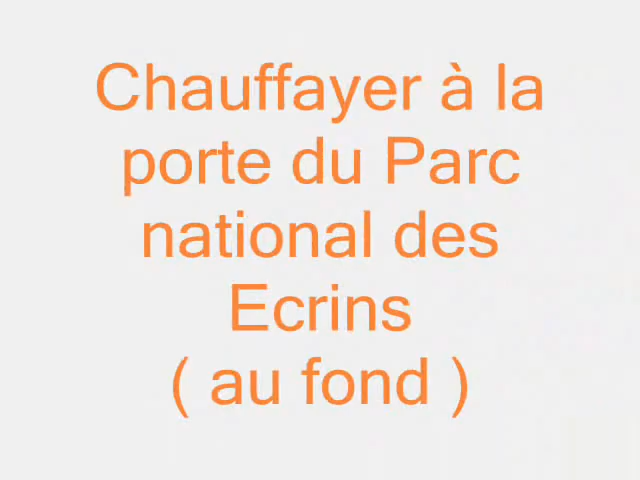 Chauffayer à la
porte du Parc
national des
Ecrins
( au fond )